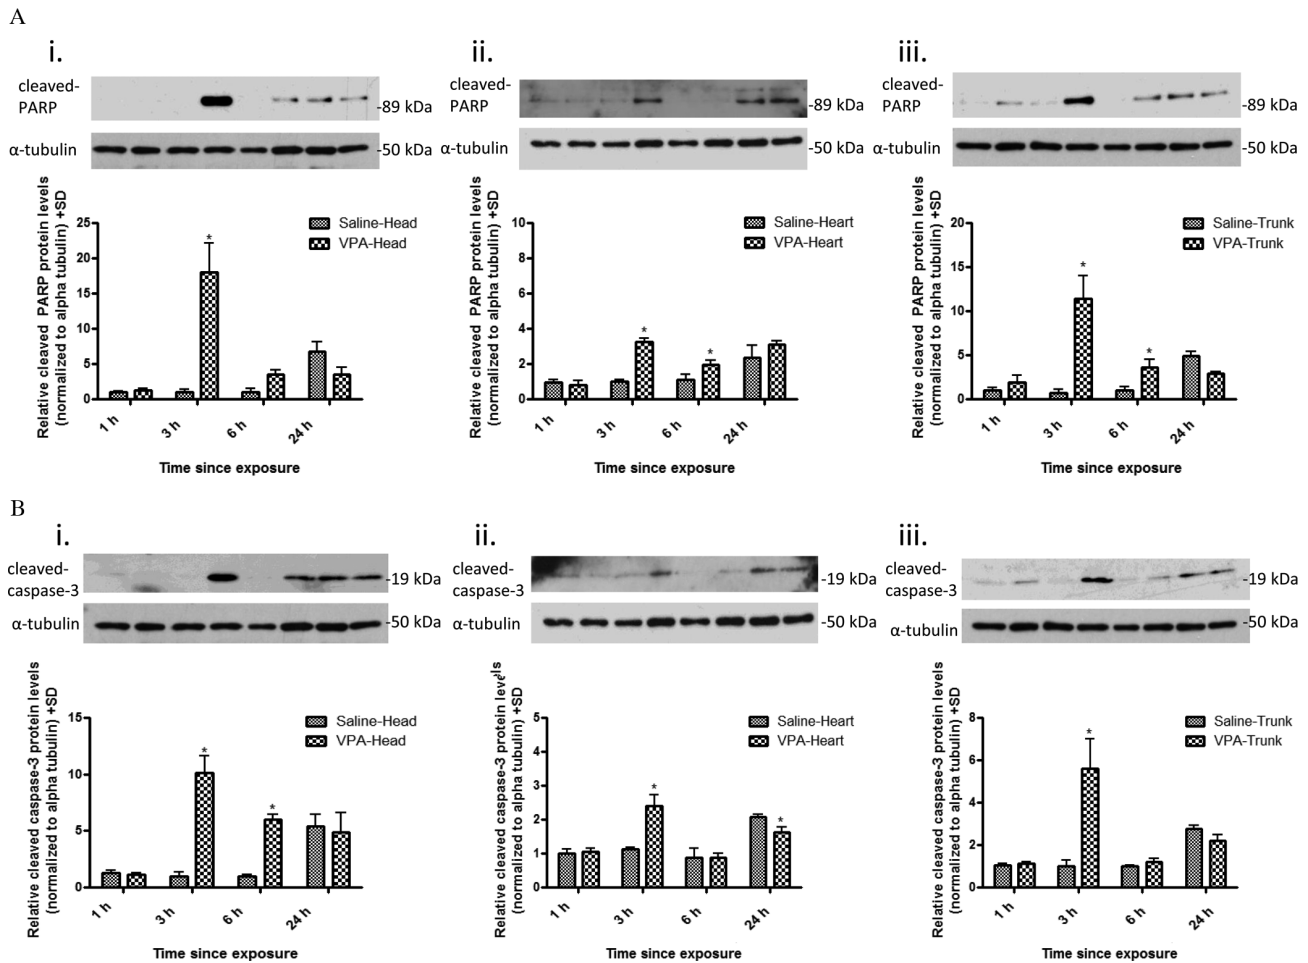 A
i.
cleaved-
PARP
-89 kDa
α-tubulin
-50 kDa
Relative cleaved PARP protein levels
(normalized to alpha tubulin) +SD
25
20
15
10
5
0
Saline-Head
VPA-Head
*
1 h
3 h
6 h
24 h
Time since exposure
ii.
cleaved-
PARP
-89 kDa
α-tubulin
-50 kDa
Relative cleaved PARP protein levels
(normalized to alpha tubulin) +SD
10
8
6
4
2
0
Saline-Heart
VPA-Heart
*
*
1 h
3 h
6 h
24 h
Time since exposure
iii.
cleaved-
PARP
-89 kDa
α-tubulin
-50 kDa
Relative cleaved PARP protein levels
(normalized to alpha tubulin) +SD
20
15
10
5
0
Saline-Trunk
VPA-Trunk
*
*
1 h
3 h
6 h
24 h
Time since exposure
B
i.
cleaved-
caspase-3
-19 kDa
α-tubulin
-50 kDa
Relative cleaved caspase-3 protein levels
(normalized to alpha tubulin) +SD
15
10
5
0
Saline-Head
VPA-Head
*
*
1 h
3 h
6 h
24 h
Time since exposure
ii.
cleaved-
caspase-3
-19 kDa
α-tubulin
-50 kDa
Relative cleaved caspase-3 protein levels
(normalized to alpha tubulin) +SD
5
4
3
2
1
0
Saline-Heart
VPA-Heart
*
*
1 h
3 h
6 h
24 h
Time since exposure
iii.
cleaved-
caspase-3
-19 kDa
α-tubulin
-50 kDa
Relative cleaved caspase-3 protein levels
(normalized to alpha tubulin) +SD
8
6
4
2
0
Saline-Trunk
VPA-Trunk
*
1 h
3 h
6 h
24 h
Time since exposure